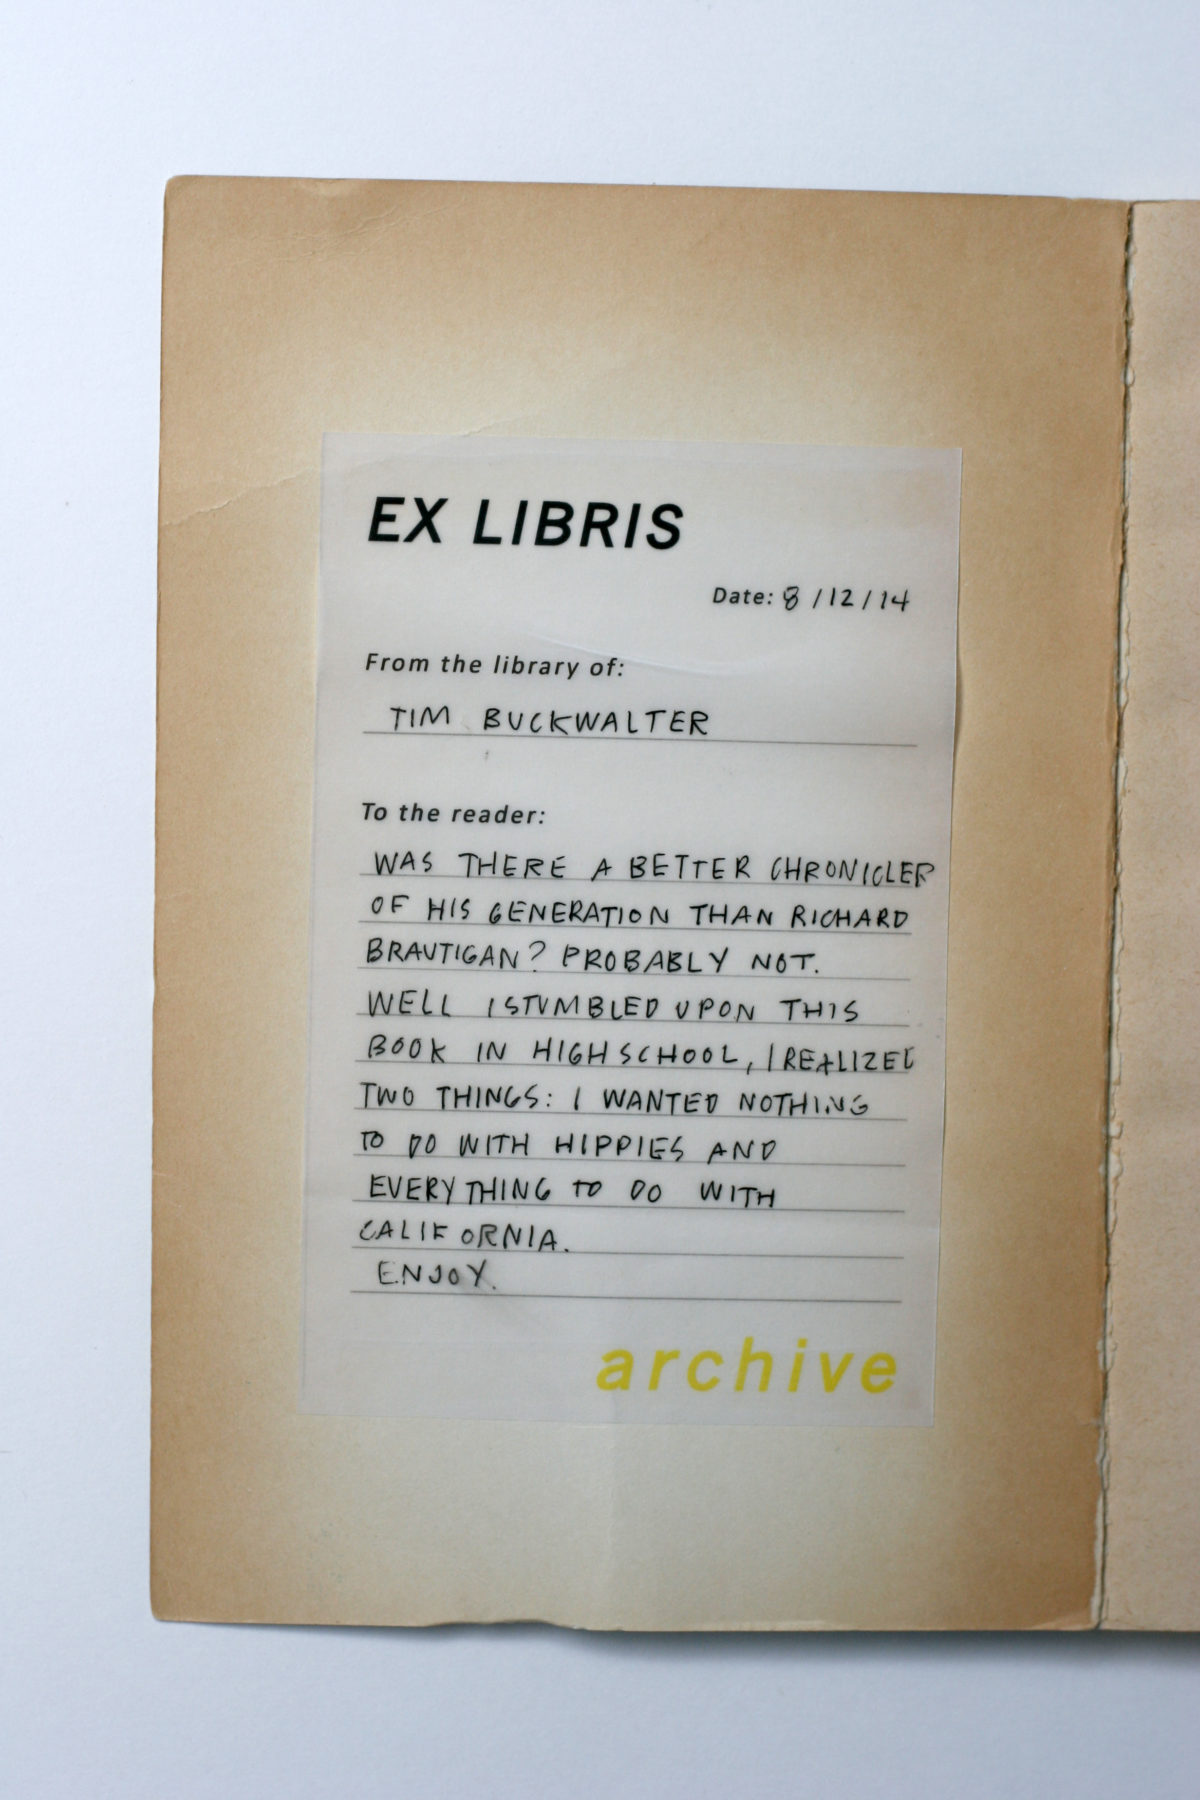 EX LIBRIS
Date: 8/12/14
From the library of:
TIM BUCKWALTER
To the reader:
WAS THERE A BETTER CHRONICLER
OF HIS GENERATION THAN RICHARD
BRAUTIGAN? PROBABLY NOT.
WELL I STUMBLED UPON THIS
BOOK IN HIGH SCHOOL, I REALIZED
TWO THINGS: I WANTED NOTHING
TO DO WITH HIPPIES AND
EVERYTHING TO DO WITH
CALIFORNIA.
ENJOY.
archive